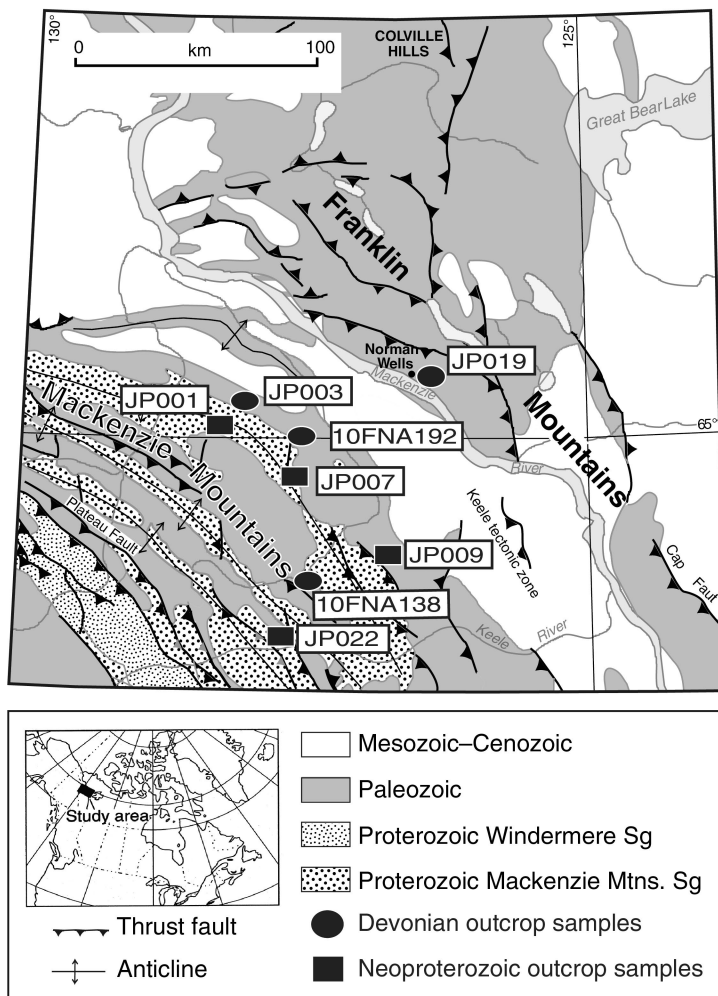 130°
0
km
100
COLVILLE
HILLS
125°
Great Bear Lake
Franklin
Norman
Wells
Mackenzie
JP019
JP001
JP003
10FNA192
Mountains
65°
Mackenzie
Mountains
JP007
River
Plateau Fault
Keele tectonic
zone
JP009
Cap
Faut
10FNA138
JP022
Keele
River
Study area
Thrust fault
Anticline
Mesozoic–Cenozoic
Paleozoic
Proterozoic Windermere Sg
Proterozoic Mackenzie Mtns. Sg
Devonian outcrop samples
Neoproterozoic outcrop samples